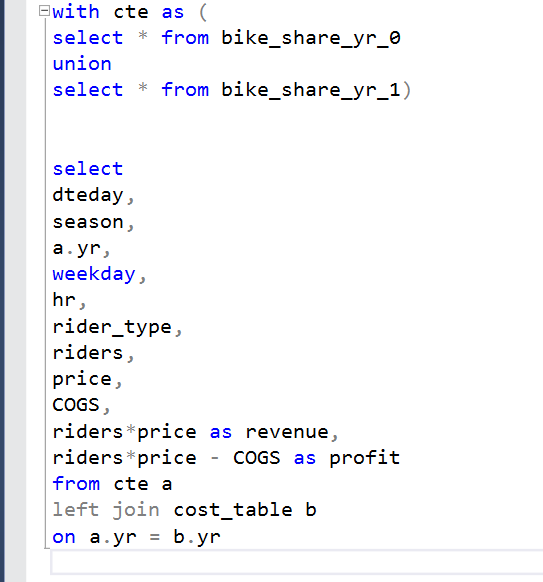 with cte as (
select * from bike_share_yr_0
union
select * from bike_share_yr_1)
select
dteday,
season,
a.yr,
weekday,
hr,
rider_type,
riders,
price,
COGS,
riders*price as revenue,
riders*price - COGS as profit
from cte a
left join cost_table b
on a.yr = b.yr